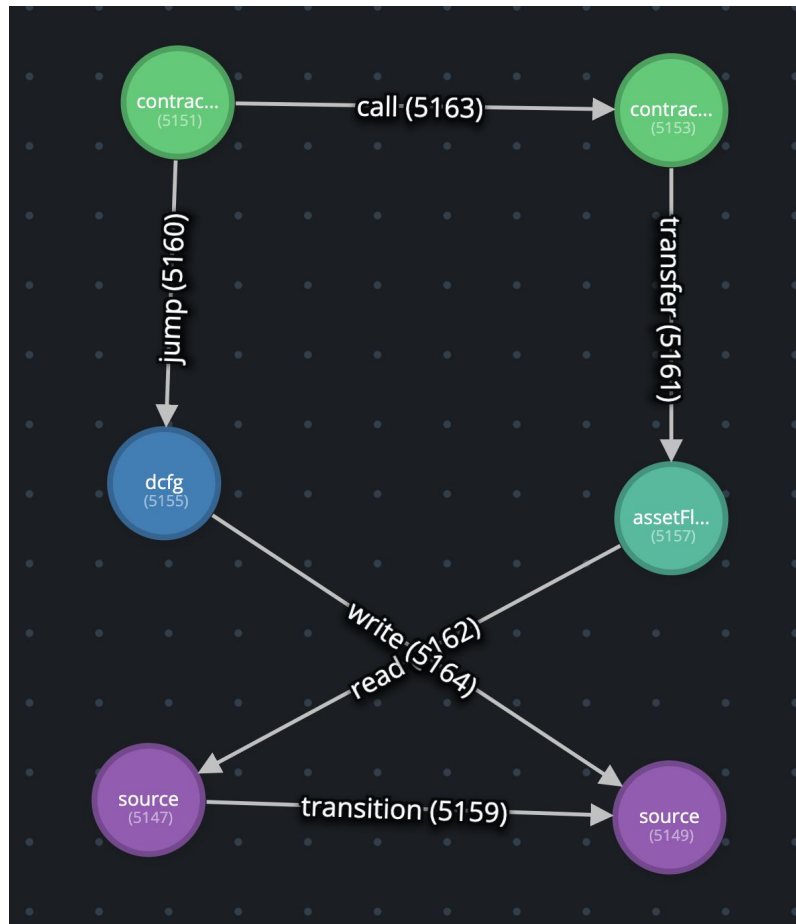 contrac...
(5151)
call (5163)
contrac...
(5153)
jump (5160)
transfer (5161)
dcfg
(5155)
assetFl...
(5157)
write (5164)
read 5162)
source
(5147)
transition (5159)
source
(5149)